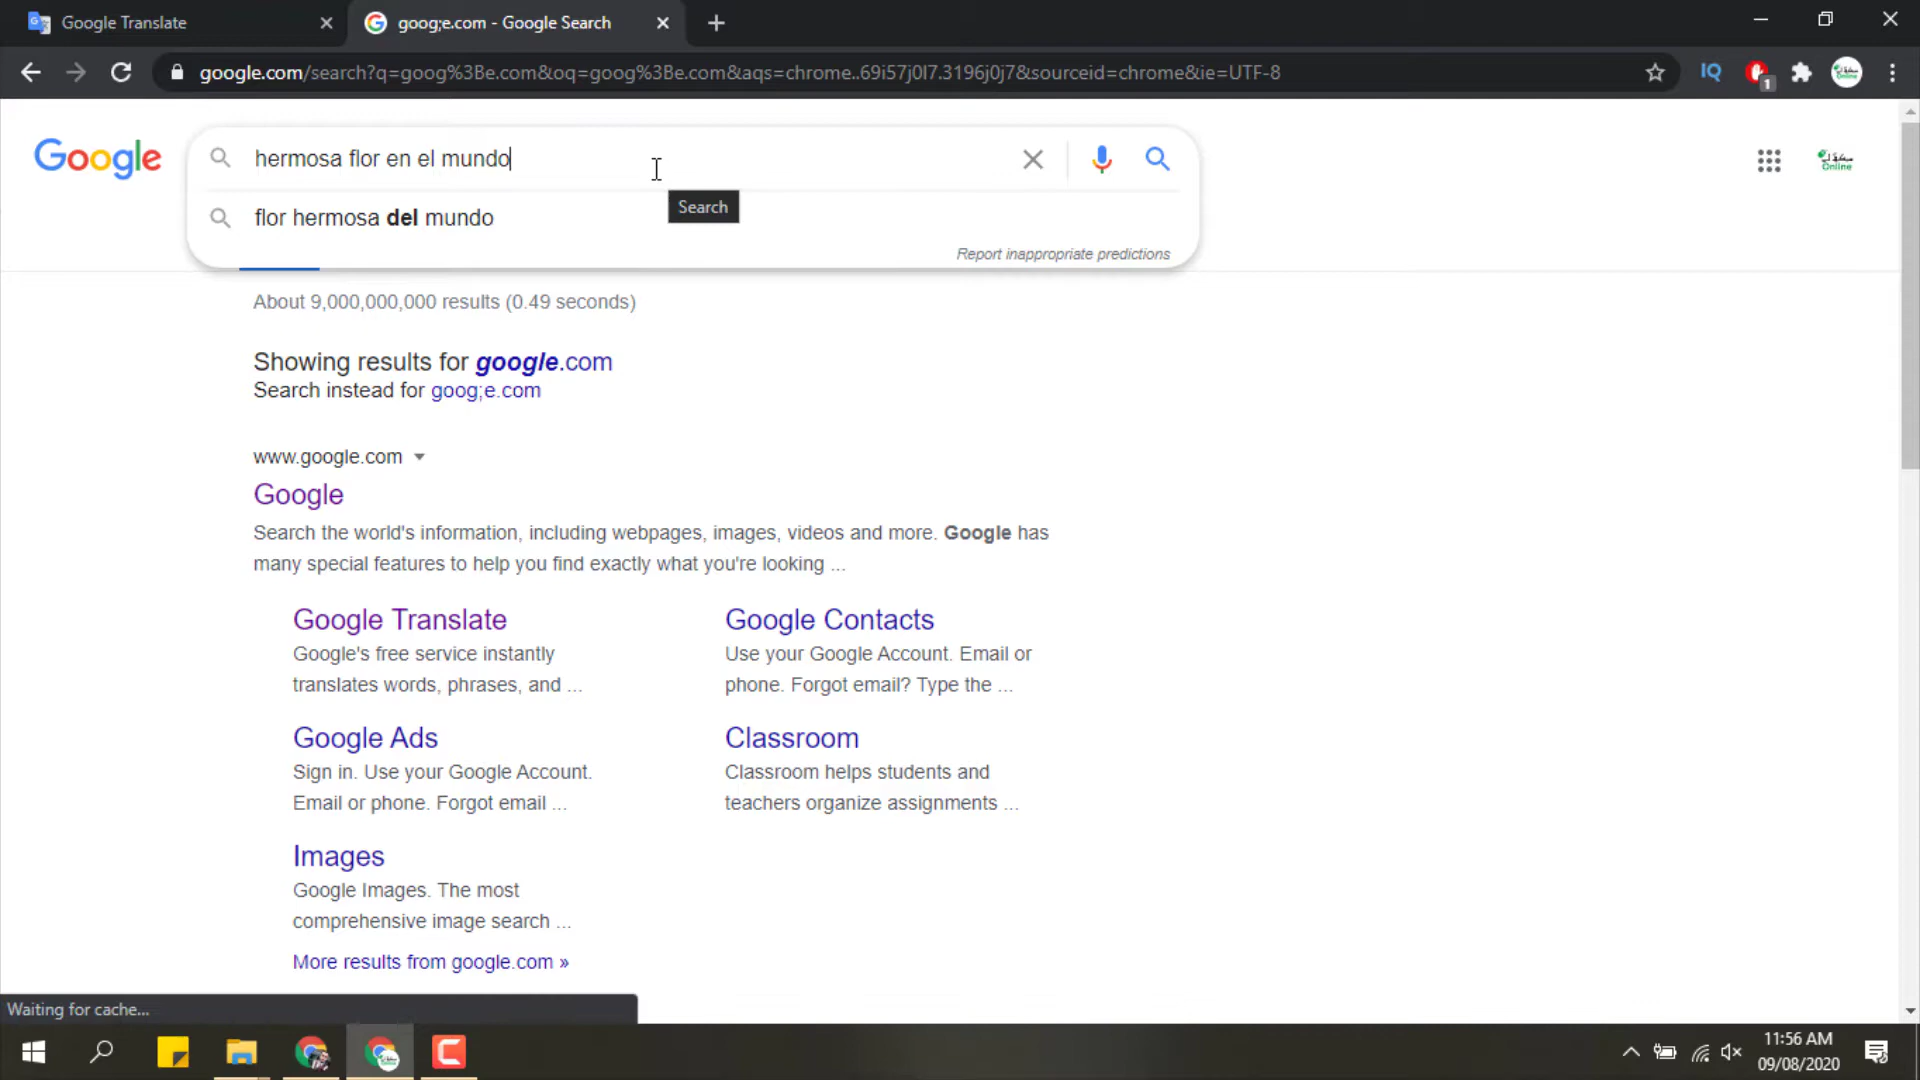 Google Translate
goog;e.com - Google Search
google.com/search?q=goog%3Be.com&oq=goog%3Be.com&aqs=chrome..69i57j0l7.3196j0j7&sourceid=chrome&ie=UTF-8
IQ
1
Google
hermosa flor en el mundo
Online
Search
flor hermosa del mundo
Report inappropriate predictions
About 9,000,000,000 results (0.49 seconds)
Showing results for google.com
Search instead for goog;e.com
www.google.com
Google
Search the world's information, including webpages, images, videos and more. Google has
many special features to help you find exactly what you're looking ...
Google Translate
Google's free service instantly
translates words, phrases, and ...
Google Contacts
Use your Google Account. Email or
phone. Forgot email? Type the ...
Google Ads
Sign in. Use your Google Account.
Email or phone. Forgot email ...
Classroom
Classroom helps students and
teachers organize assignments ...
Images
Google Images. The most
comprehensive image search ...
More results from google.com »
Waiting for cache...
11:56 AM
09/08/2020